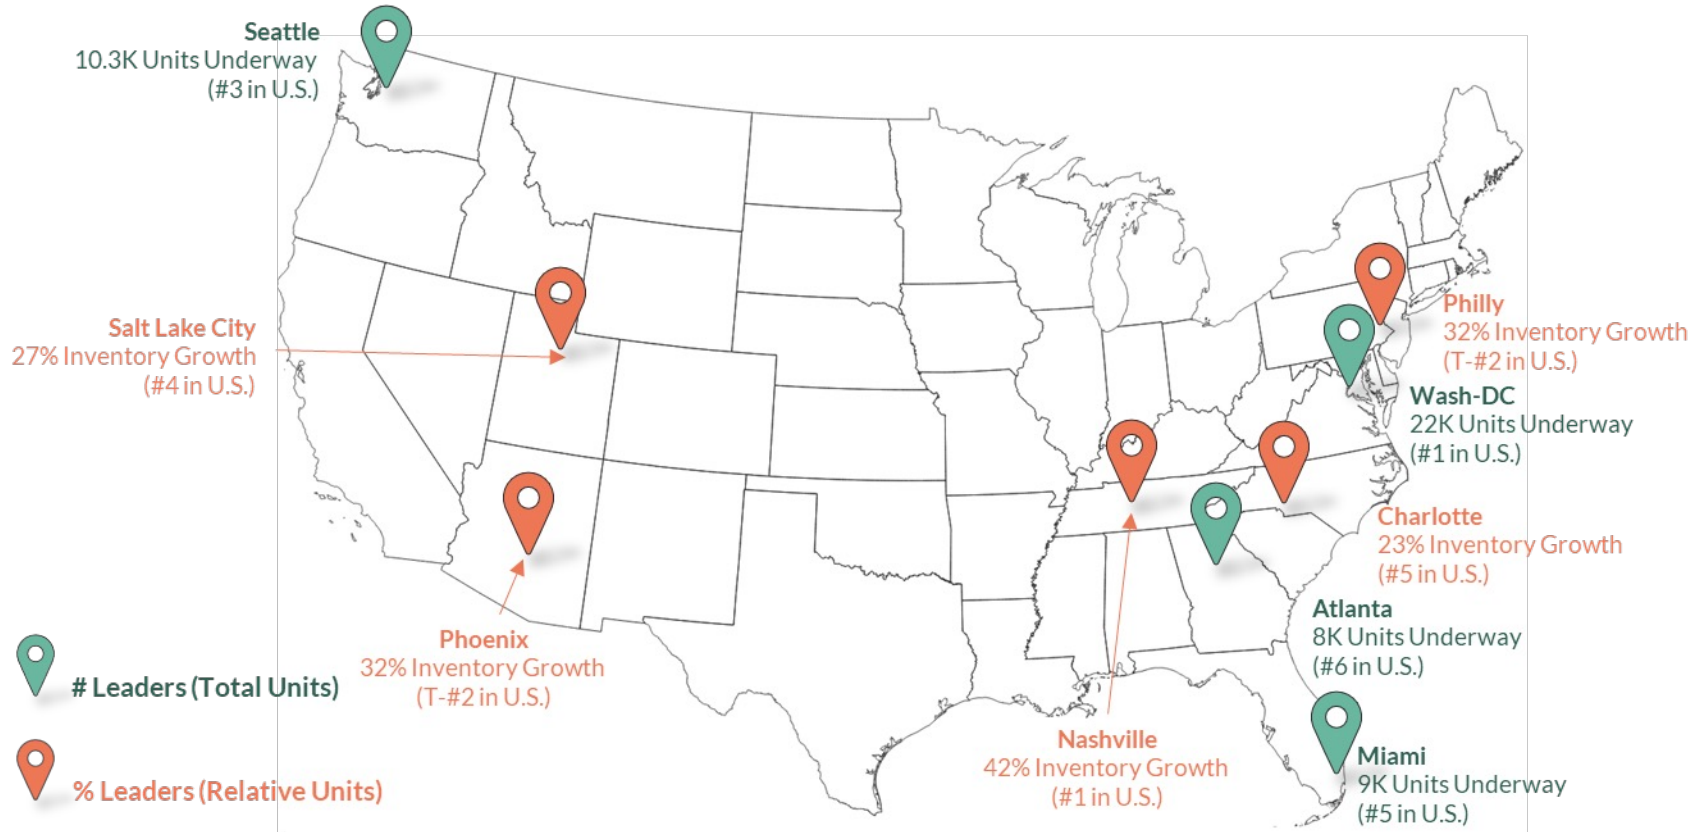 Seattle
10.3K Units Underway
(#3 in U.S.)
Salt Lake City
27% Inventory Growth
(#4 in U.S.)
Philly
32% Inventory Growth
(T-#2 in U.S.)
Wash-DC
22K Units Underway
(#1 in U.S.)
Charlotte
23% Inventory Growth
(#5 in U.S.)
Atlanta
8K Units Underway
(#6 in U.S.)
Phoenix
32% Inventory Growth
(T-#2 in U.S.)
Nashville
42% Inventory Growth
(#1 in U.S.)
Miami
9K Units Underway
(#5 in U.S.)
# Leaders (Total Units)
% Leaders (Relative Units)